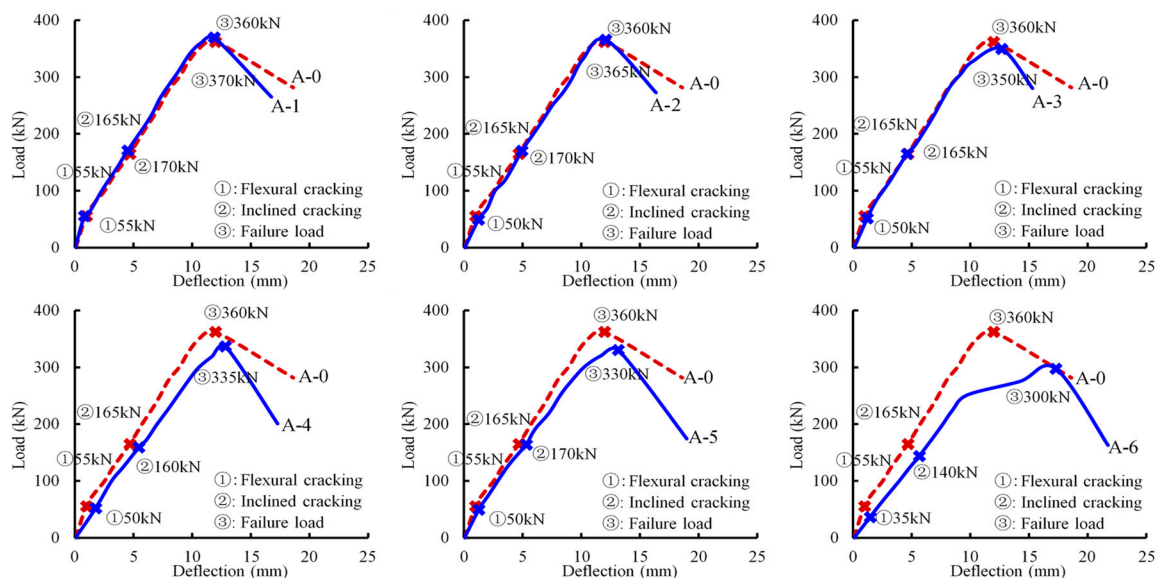 400
300
200
100
0
Load (kN)
③360kN
③370kN
A-0
A-1
②165kN
②170kN
①55kN
①55kN
①: Flexural cracking
②: Inclined cracking
③: Failure load
0 5 10 15 20 25
Deflection (mm)
400
300
200
100
0
Load (kN)
③360kN
③365kN
A-0
A-2
②165kN
②170kN
①55kN
①50kN
①: Flexural cracking
②: Inclined cracking
③: Failure load
0 5 10 15 20 25
Deflection (mm)
400
300
200
100
0
Load (kN)
③360kN
③350kN
A-0
A-3
②165kN
②165kN
①55kN
①50kN
①: Flexural cracking
②: Inclined cracking
③: Failure load
0 5 10 15 20 25
Deflection (mm)
400
300
200
100
0
Load (kN)
③360kN
③335kN
A-0
A-4
②165kN
②160kN
①55kN
①50kN
①: Flexural cracking
②: Inclined cracking
③: Failure load
0 5 10 15 20 25
Deflection (mm)
400
300
200
100
0
Load (kN)
③360kN
③330kN
A-0
A-5
②165kN
②170kN
①55kN
①50kN
①: Flexural cracking
②: Inclined cracking
③: Failure load
0 5 10 15 20 25
Deflection (mm)
400
300
200
100
0
Load (kN)
③360kN
③300kN
A-0
A-6
②165kN
②140kN
①55kN
①35kN
①: Flexural cracking
②: Inclined cracking
③: Failure load
0 5 10 15 20 25
Deflection (mm)